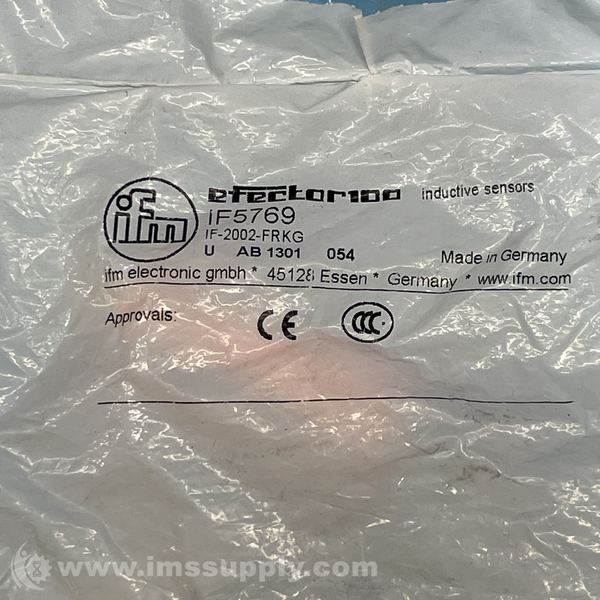 ifm efector100 inductive sensors
iF5769
IF-2002-FRKG
U AB 1301 054 Made in Germany
ifm electronic gmbh * 45128 Essen * Germany * www.ifm.com
Approvals: CE CCC
www.imssupply.com